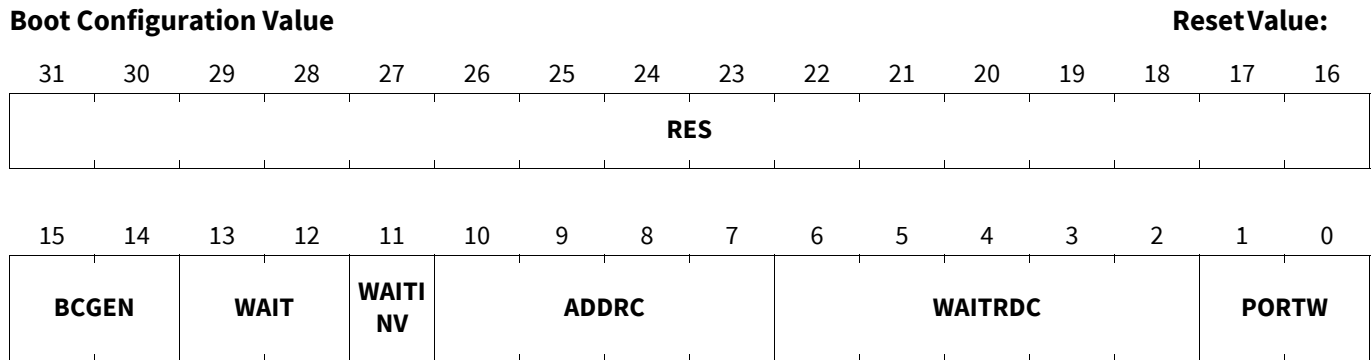 Boot Configuration Value Reset Value:
31 30 29 28 27 26 25 24 23 22 21 20 19 18 17 16
RES
15 14 13 12 11 10 9 8 7 6 5 4 3 2 1 0
BCGEN WAIT WAITI NV ADDRC WAITRDC PORTW